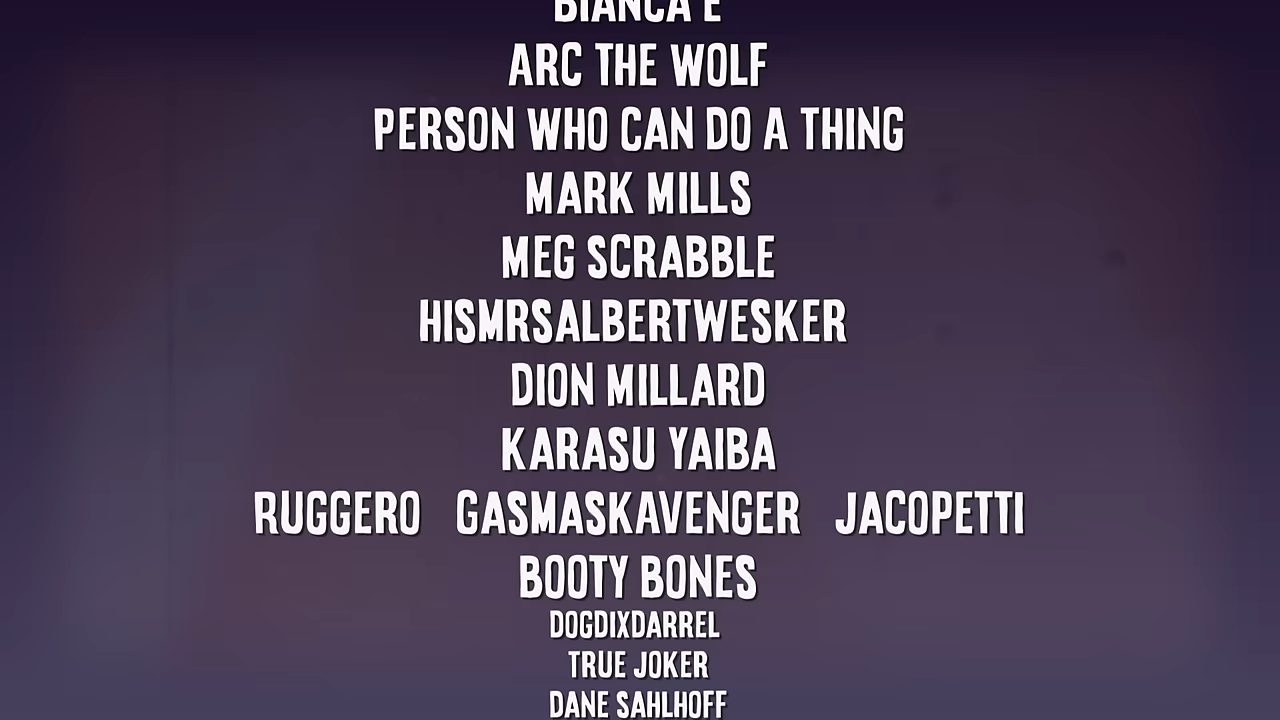 BIANCA E
ARC THE WOLF
PERSON WHO CAN DO A THING
MARK MILLS
MEG SCRABBLE
HISMRSALBERTWESKER
DION MILLARD
KARASU YAIBA
RUGGERO GASMASKAVENGER JACOPETTI
BOOTY BONES
DOGDIXDARREL
TRUE JOKER
DANE SAHLHOFF